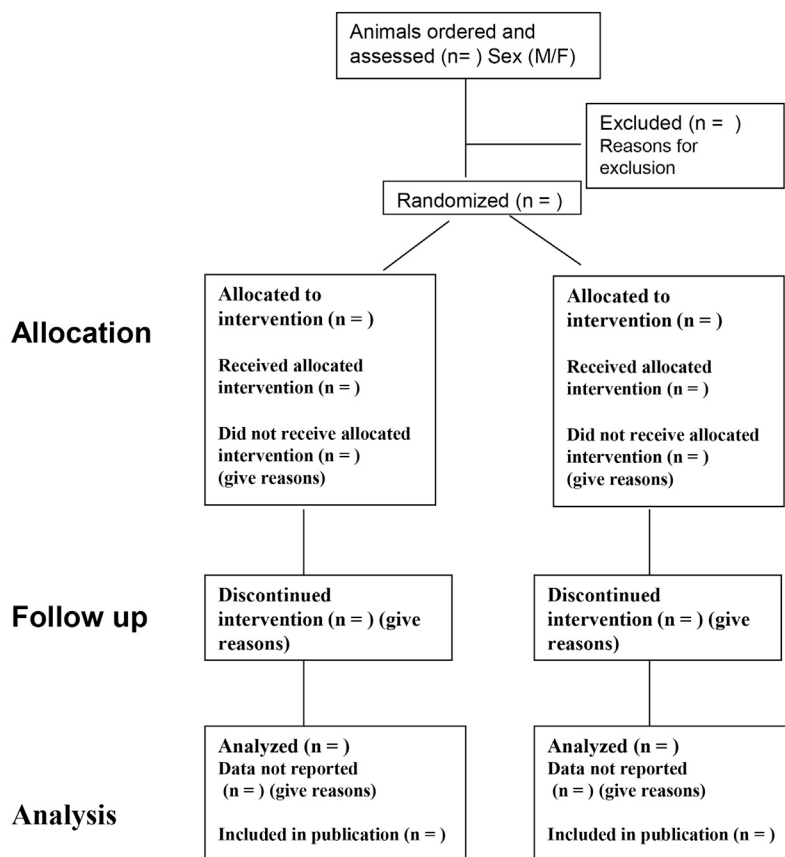 Animals ordered and
assessed (n= ) Sex (M/F)
Excluded (n = )
Reasons for
exclusion
Randomized (n = )
Allocation
Allocated to
intervention (n = )
Received allocated
intervention (n = )
Did not receive allocated
intervention (n = )
(give reasons)
Allocated to
intervention (n = )
Received allocated
intervention (n = )
Did not receive allocated
intervention (n = )
(give reasons)
Follow up
Discontinued
intervention (n = ) (give
reasons)
Discontinued
intervention (n = ) (give
reasons)
Analysis
Analyzed (n = )
Data not reported
(n = ) (give reasons)
Included in publication (n = )
Analyzed (n = )
Data not reported
(n = ) (give reasons)
Included in publication (n = )